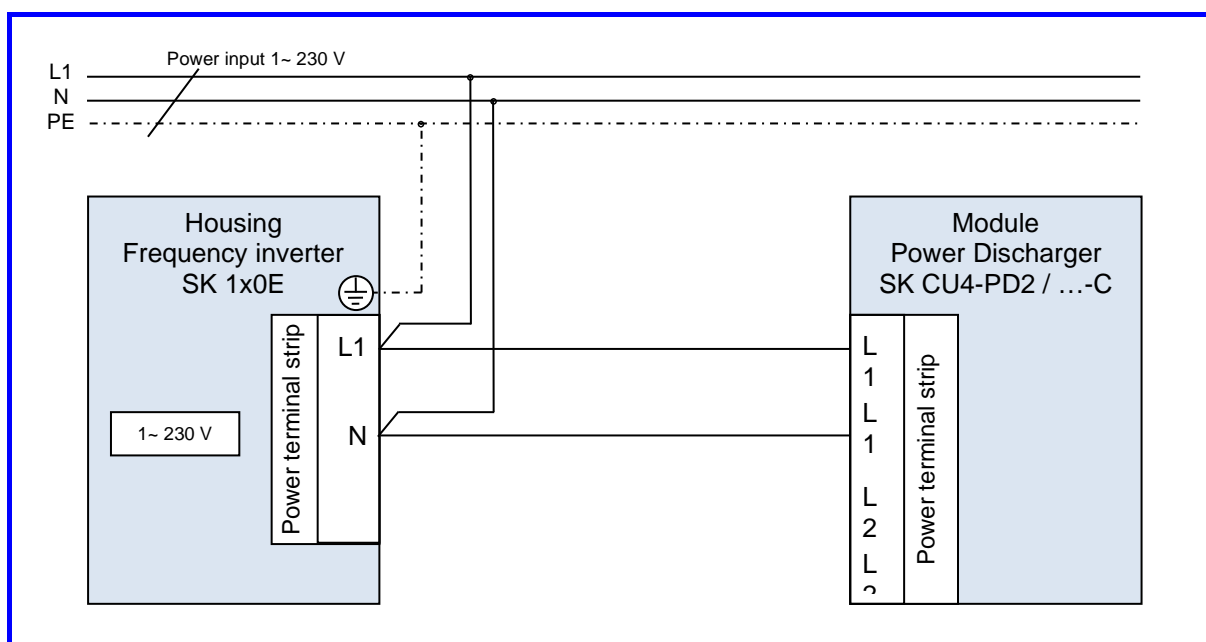 Power input 1~ 230 V
L1
N
PE
Housing
Frequency inverter
SK 1x0E
Power terminal strip
L1
N
1~ 230 V
Module
Power Discharger
SK CU4-PD2 / …-C
L
1
L
1
L
2
L
Power terminal strip